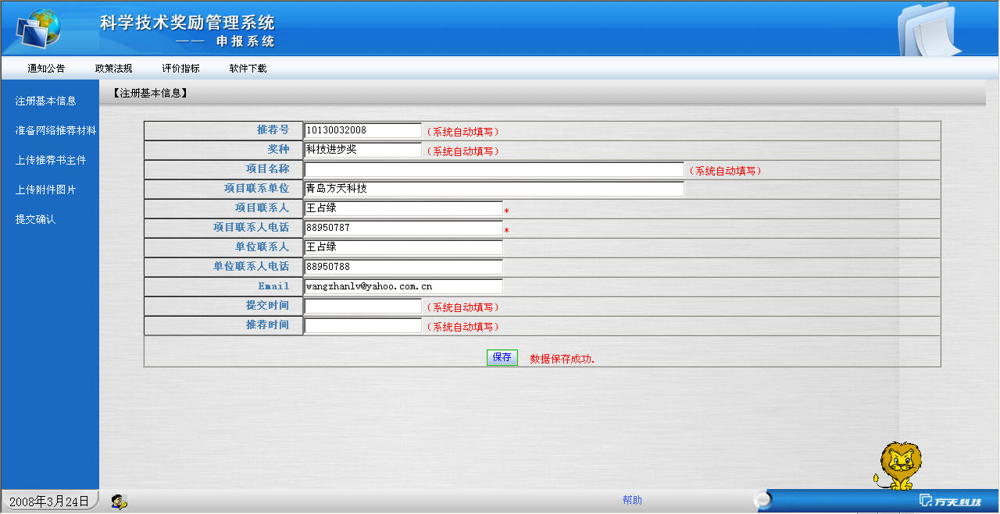 科学技术奖励管理系统
—— 申报系统
通知公告 政策法规 评价指标 软件下载
注册基本信息
准备网络推荐材料
上传推荐书主件
上传附件图片
提交确认
【注册基本信息】
推荐号 10130032008 (系统自动填写)
奖种 科技进步奖 (系统自动填写)
项目名称 (系统自动填写)
项目联系单位 青岛方天科技
项目联系人 王占绿 *
项目联系人电话 88950787 *
单位联系人 王占绿
单位联系人电话 88950788
Email wangzhanlv@yahoo.com.cn
提交时间 (系统自动填写)
推荐时间 (系统自动填写)
保存 数据保存成功.
2008年3月24日 帮助 方天科技